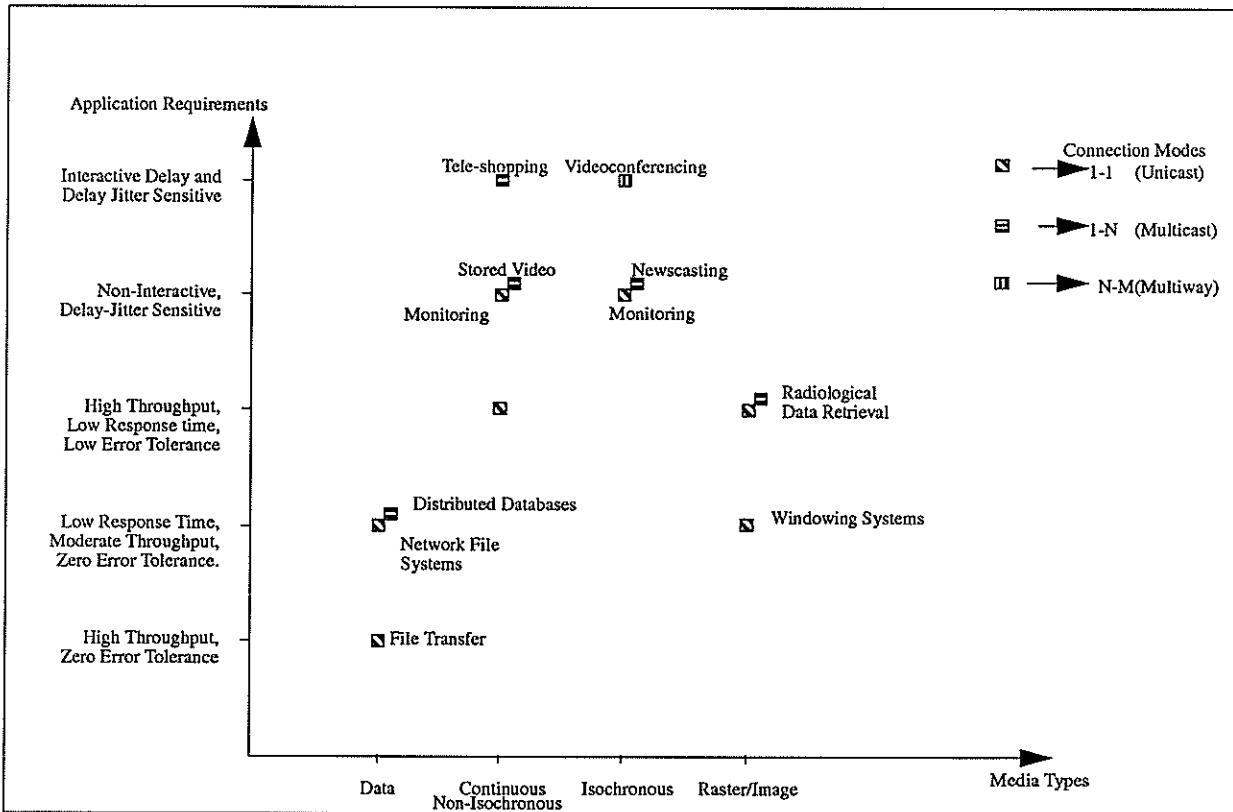 Application Requirements
Interactive Delay and
Delay Jitter Sensitive
Non-Interactive,
Delay-Jitter Sensitive
High Throughput,
Low Response time,
Low Error Tolerance
Low Response Time,
Moderate Throughput,
Zero Error Tolerance.
High Throughput,
Zero Error Tolerance
Tele-shopping
Videoconferencing
Stored Video
Newscasting
Monitoring
Monitoring
Radiological
Data Retrieval
Distributed Databases
Network File
Systems
Windowing Systems
File Transfer
Connection Modes
1-1 (Unicast)
1-N (Multicast)
N-M(Multiway)
Data
Continuous
Non-Isochronous
Isochronous
Raster/Image
Media Types